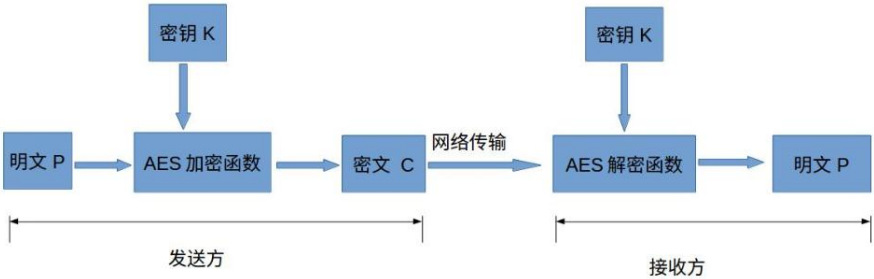 密钥 K
密钥 K
明文 P
AES 加密函数
密文 C
网络传输
AES 解密函数
明文 P
发送方
接收方